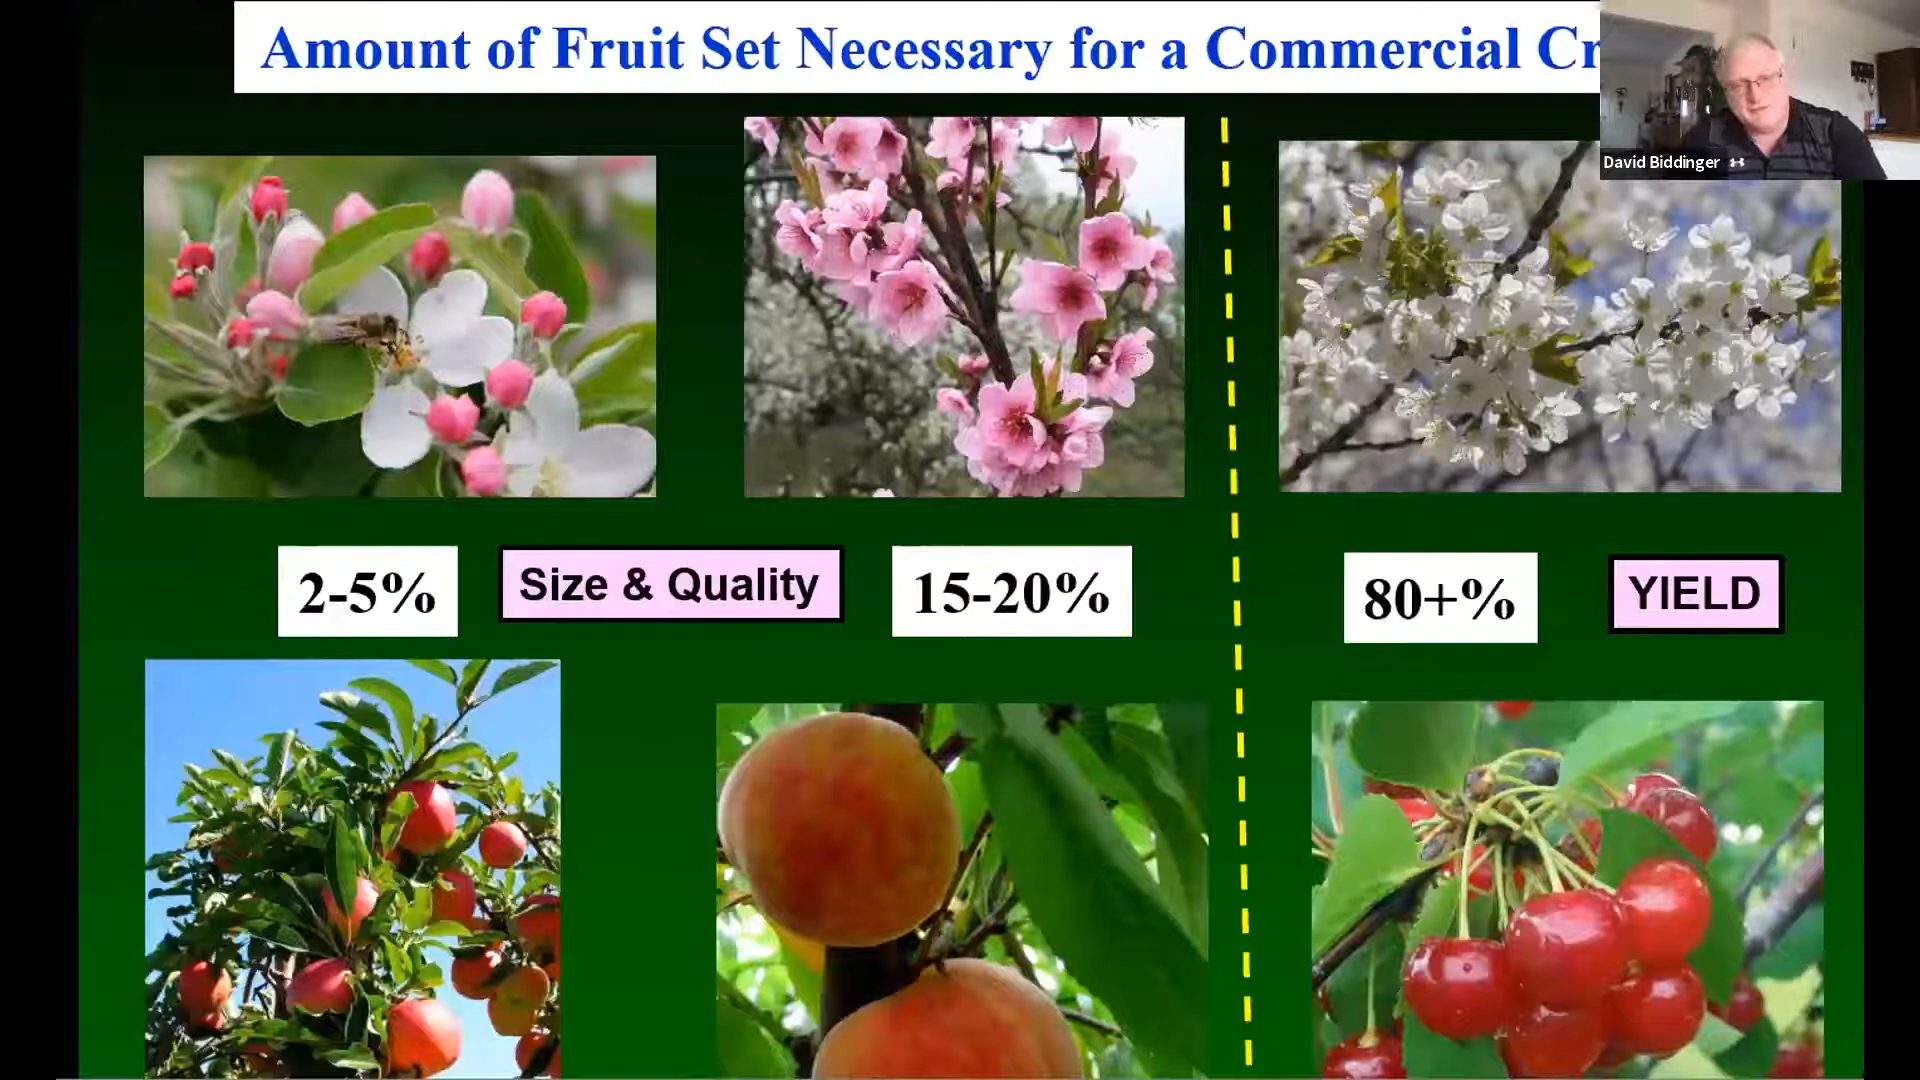 Amount of Fruit Set Necessary for a Commercial Cr
David Biddinger
2-5%
Size & Quality
15-20%
80+%
YIELD